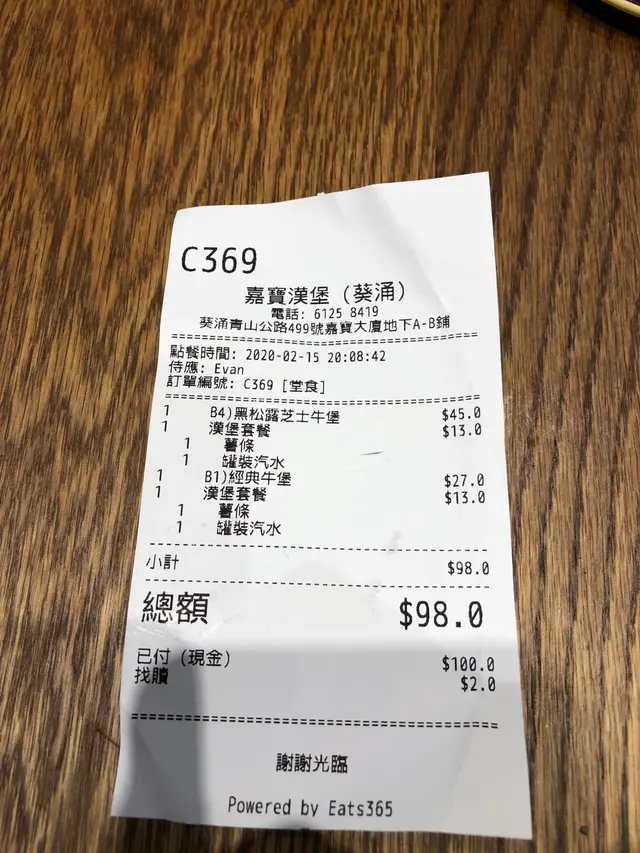 C369
嘉寶漢堡 (葵涌)
電話: 6125 8419
葵涌青山公路499號嘉寶大廈地下A-B鋪
點餐時間: 2020-02-15 20:08:42
侍應: Evan
訂單編號: C369 [堂食]
1 B4)黑松露芝士牛堡 $45.0
1 漢堡套餐 $13.0
1 薯條
1 罐裝汽水
1 B1)經典牛堡 $27.0
1 漢堡套餐 $13.0
1 薯條
1 罐裝汽水
小計 $98.0
總額 $98.0
已付 (現金) $100.0
找贖 $2.0
謝謝光臨
Powered by Eats365